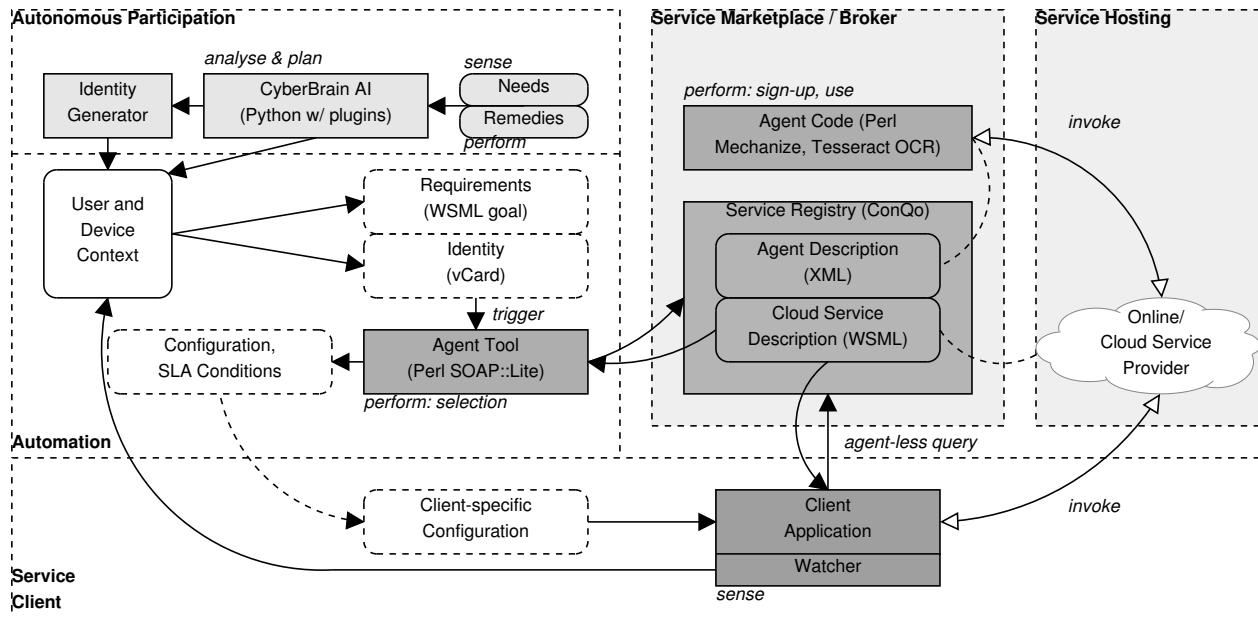 Autonomous Participation
Service Marketplace / Broker
Service Hosting
analyse & plan
sense
Identity
Generator
CyberBrain AI
(Python w/ plugins)
Needs
Remedies
perform
perform: sign-up, use
Agent Code (Perl
Mechanize, Tesseract OCR)
invoke
User and
Device
Context
Requirements
(WSML goal)
Identity
(vCard)
trigger
Service Registry (ConQo)
Agent Description
(XML)
Cloud Service
Description (WSML)
Online/
Cloud Service
Provider
Configuration,
SLA Conditions
Agent Tool
(Perl SOAP::Lite)
perform: selection
Automation
agent-less query
Client-specific
Configuration
Client
Application
Watcher
sense
invoke
Service
Client